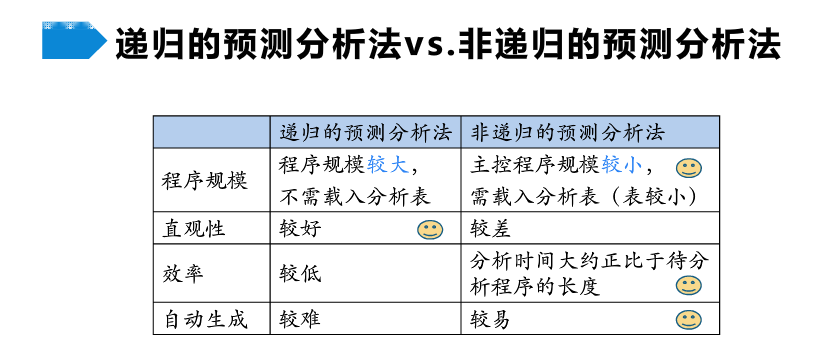 递归的预测分析法vs.非递归的预测分析法
递归的预测分析法 非递归的预测分析法
程序规模 程序规模较大， 主控程序规模较小，
不需载入分析表 需载入分析表（表较小）
直观性 较好 较差
效率 较低 分析时间大约正比于待分
析程序的长度
自动生成 较难 较易